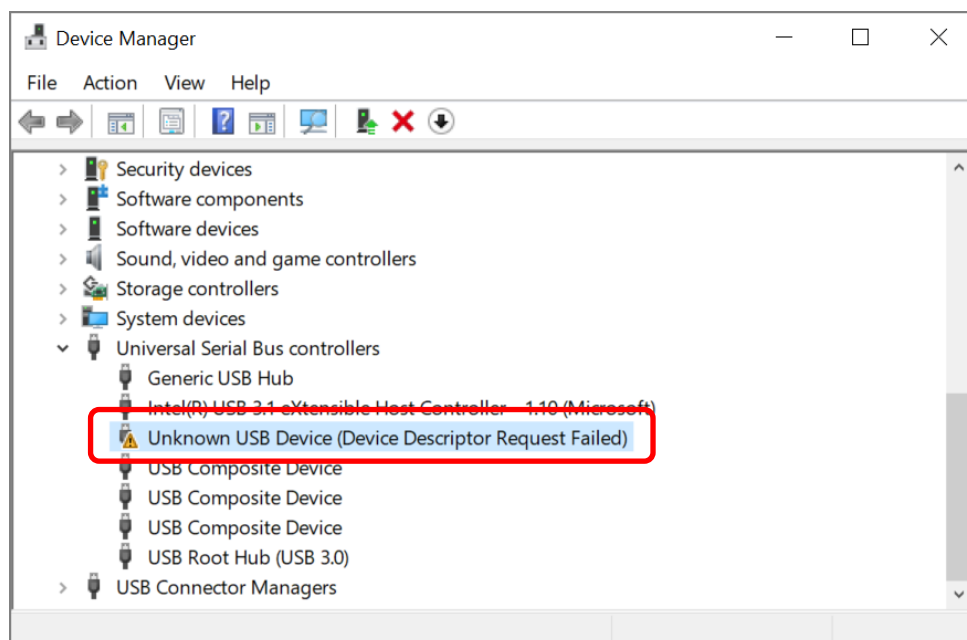 Device Manager
File Action View Help
Security devices
Software components
Software devices
Sound, video and game controllers
Storage controllers
System devices
Universal Serial Bus controllers
Generic USB Hub
Intel(R) USB 3.1 eXtensible Host Controller - 1.10 (Microsoft)
Unknown USB Device (Device Descriptor Request Failed)
USB Composite Device
USB Composite Device
USB Composite Device
USB Root Hub (USB 3.0)
USB Connector Managers